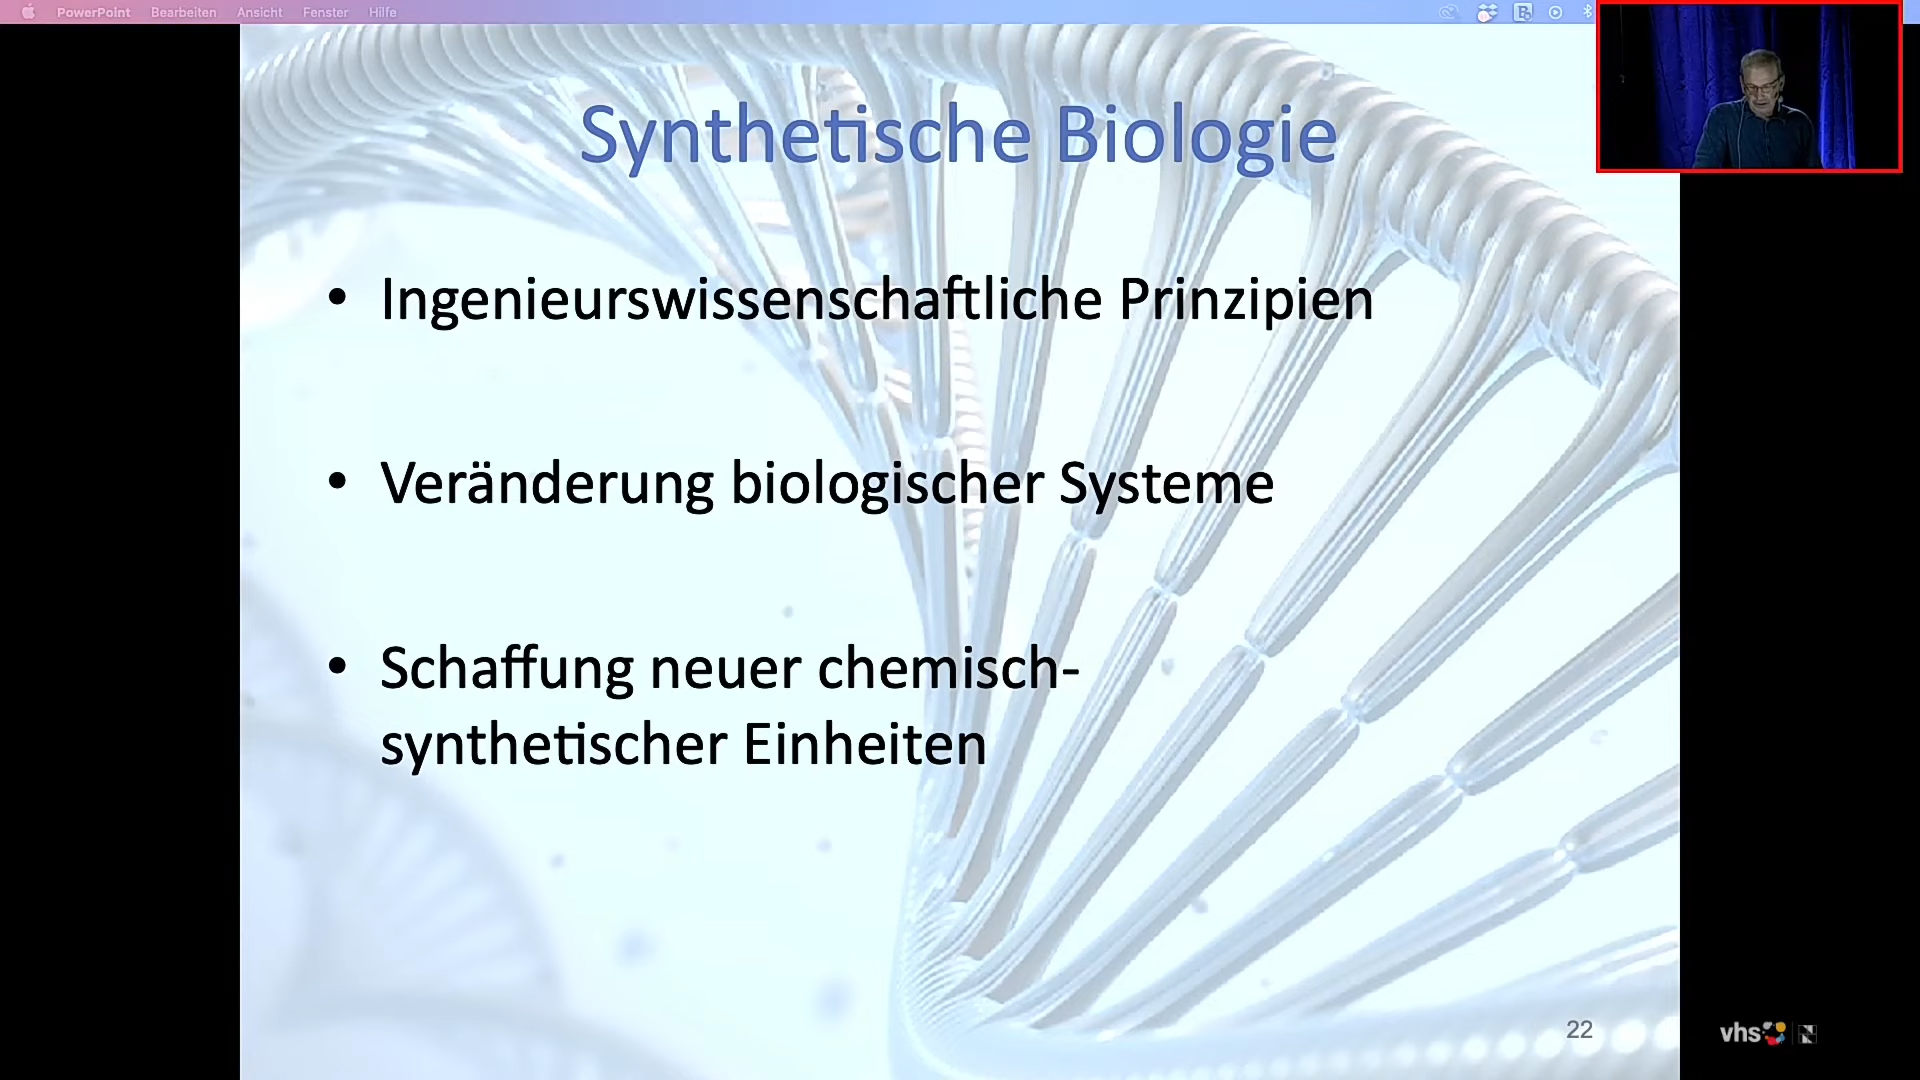 PowerPoint Bearbeiten Ansicht Fenster Hilfe
Synthetische Biologie
• Ingenieurswissenschaftliche Prinzipien
• Veränderung biologischer Systeme
• Schaffung neuer chemisch-
synthetischer Einheiten
22
vhs